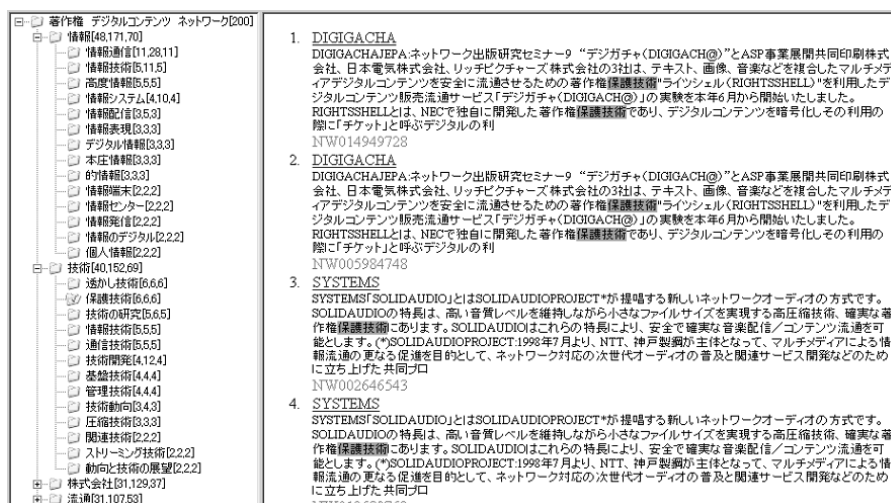 著作権 デジタルコンテンツ ネットワーク[200]
情報[48,171,70]
情報通信[11,28,11]
情報技術[5,11,5]
高度情報[5,5,5]
情報システム[4,10,4]
情報配信[3,5,3]
情報表現[3,3,3]
デジタル情報[3,3,3]
本庄情報[3,3,3]
的情報[3,3,3]
情報端末[2,2,2]
情報センター[2,2,2]
情報発信[2,2,2]
情報のデジタル[2,2,2]
個人情報[2,2,2]
技術[40,152,69]
透かし技術[6,6,6]
保護技術[6,6,6]
技術の研究[5,6,5]
情報技術[5,5,5]
通信技術[5,5,5]
技術開発[4,12,4]
基盤技術[4,4,4]
管理技術[4,4,4]
技術動向[3,4,3]
圧縮技術[3,3,3]
関連技術[2,2,2]
ストリーミング技術[2,2,2]
動向と技術の展望[2,2,2]
株式会社[31,129,37]
流通[31,107,53]
1. DIGIGACHA
DIGIGACHAJEPA:ネットワーク出版研究セミナー9 “デジガチャ(DIGIGACH@)”とASP事業展開共同印刷株式
会社、日本電気株式会社、リッチピクチャーズ株式会社の3社は、テキスト、画像、音楽などを複合したマルチメデ
ィアデジタルコンテンツを安全に流通させるための著作権保護技術"ライツシェル(RIGHTSSHELL)"を利用したデ
ジタルコンテンツ販売流通サービス「デジガチャ(DIGIGACH@)」の実験を本年6月から開始いたしました。
RIGHTSSHELLとは、NECで独自に開発した著作権保護技術であり、デジタルコンテンツを暗号化しその利用の
際に「チケット」と呼ぶデジタルの利
NW014949728
2. DIGIGACHA
DIGIGACHAJEPA:ネットワーク出版研究セミナー9 “デジガチャ(DIGIGACH@)”とASP事業展開共同印刷株式
会社、日本電気株式会社、リッチピクチャーズ株式会社の3社は、テキスト、画像、音楽などを複合したマルチメデ
ィアデジタルコンテンツを安全に流通させるための著作権保護技術"ライツシェル(RIGHTSSHELL)"を利用したデ
ジタルコンテンツ販売流通サービス「デジガチャ(DIGIGACH@)」の実験を本年6月から開始いたしました。
RIGHTSSHELLとは、NECで独自に開発した著作権保護技術であり、デジタルコンテンツを暗号化しその利用の
際に「チケット」と呼ぶデジタルの利
NW005984748
3. SYSTEMS
SYSTEMS「SOLIDAUDIO」とはSOLIDAUDIOPROJECT*が提唱する新しいネットワークオーディオの方式です。
SOLIDAUDIOの特長は、高い音質レベルを維持しながら小さなファイルサイズを実現する高圧縮技術、確実な著
作権保護技術にあります。SOLIDAUDIOはこれらの特長により、安全で確実な音楽配信/コンテンツ流通を可
能とします。(*)SOLIDAUDIOPROJECT:1998年7月より、NTT、神戸製鋼が主体となって、マルチメディアによる情
報流通の更なる促進を目的として、ネットワーク対応の次世代オーディオの普及と関連サービス開発などのため
に立ち上げた共同プロ
NW002646543
4. SYSTEMS
SYSTEMS「SOLIDAUDIO」とはSOLIDAUDIOPROJECT*が提唱する新しいネットワークオーディオの方式です。
SOLIDAUDIOの特長は、高い音質レベルを維持しながら小さなファイルサイズを実現する高圧縮技術、確実な著
作権保護技術にあります。SOLIDAUDIOはこれらの特長により、安全で確実な音楽配信/コンテンツ流通を可
能とします。(*)SOLIDAUDIOPROJECT:1998年7月より、NTT、神戸製鋼が主体となって、マルチメディアによる情
報流通の更なる促進を目的として、ネットワーク対応の次世代オーディオの普及と関連サービス開発などのため
に立ち上げた共同プロ